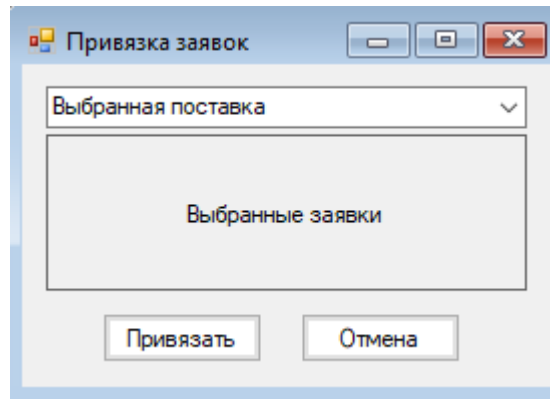 Привязка заявок
Выбранная поставка
Выбранные заявки
Привязать Отмена